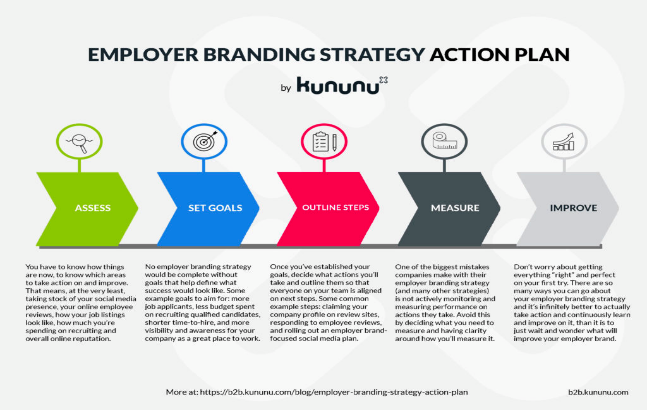 EMPLOYER BRANDING STRATEGY ACTION PLAN
by kununu
ASSESS
SET GOALS
OUTLINE STEPS
MEASURE
IMPROVE
You have to know how things
are now, to know which areas
to take action on and improve.
That means, at the very least,
taking stock of your social media
presence, your online employee
reviews, how your job listings
look like, how much you're
spending on recruiting and
overall online reputation.
No employer branding strategy
would be complete without
goals that help define what
success would look like. Some
example goals to aim for: more
job applicants, less budget spent
on recruiting qualified candidates,
shorter time-to-hire, and more
visibility and awareness for your
company as a great place to work.
Once you've established your
goals, decide what actions you'll
take and outline them so that
everyone on your team is aligned
on next steps. Some common
example steps: claiming your
company profile on review sites,
responding to employee reviews,
and rolling out an employer brand-
focused social media plan.
One of the biggest mistakes
companies make with their
employer branding strategy
is not actively monitoring and
measuring performance on
actions they take. Avoid this
by deciding what you need to
measure and having clarity
around how you'll measure it.
Don't worry about getting
everything "right" and perfect
on your first try. There are so
many ways you can go about
your employer branding strategy
and it's infinitely better to actually
take action and continuously learn
and improve on it, than it is to
just wait and wonder what will
improve your employer brand.
More at: https://b2b.kununu.com/blog/employer-branding-strategy-action-plan
b2b.kununu.com